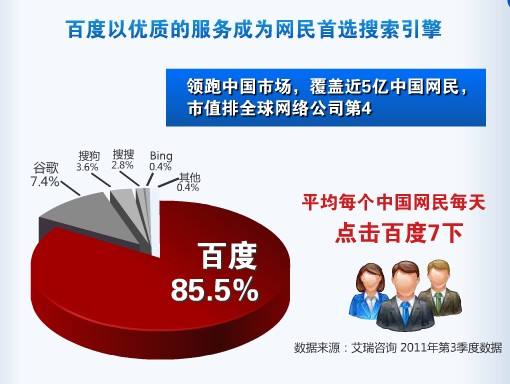 百度以优质的服务成为网民首选搜索引擎
领跑中国市场，覆盖近5亿中国网民，
市值排全球网络公司第4
谷歌
7.4%
搜狗
3.6%
搜搜
2.8%
Bing
0.4%
其他
0.4%
百度
85.5%
平均每个中国网民每天
点击百度7下
数据来源：艾瑞咨询 2011年第3季度数据